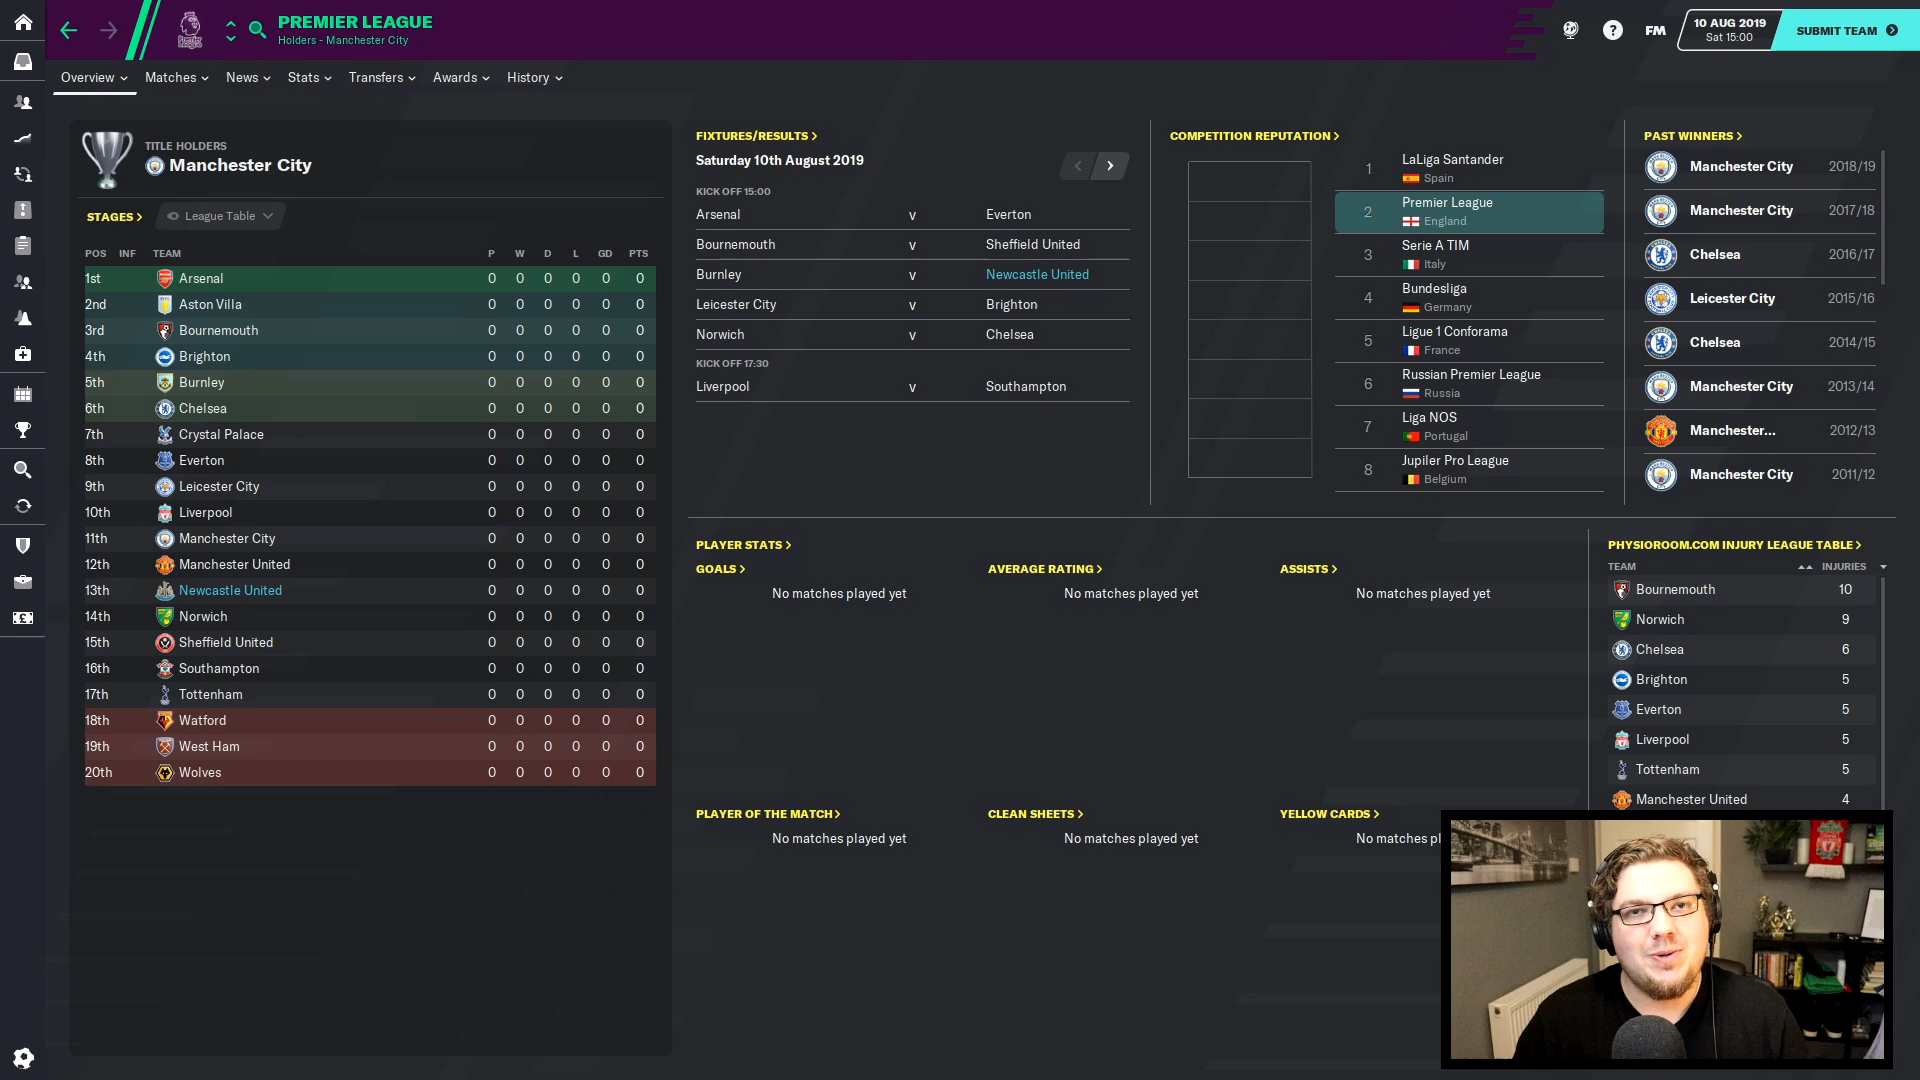 PREMIER LEAGUE
Holders - Manchester City
FM
10 AUG 2019
Sat 15:00
SUBMIT TEAM
Overview Matches News Stats Transfers Awards History
TITLE HOLDERS
Manchester City
STAGES
League Table
POS INF TEAM P W D L GD PTS
1st Arsenal 0 0 0 0 0 0
2nd Aston Villa 0 0 0 0 0 0
3rd Bournemouth 0 0 0 0 0 0
4th Brighton 0 0 0 0 0 0
5th Burnley 0 0 0 0 0 0
6th Chelsea 0 0 0 0 0 0
7th Crystal Palace 0 0 0 0 0 0
8th Everton 0 0 0 0 0 0
9th Leicester City 0 0 0 0 0 0
10th Liverpool 0 0 0 0 0 0
11th Manchester City 0 0 0 0 0 0
12th Manchester United 0 0 0 0 0 0
13th Newcastle United 0 0 0 0 0 0
14th Norwich 0 0 0 0 0 0
15th Sheffield United 0 0 0 0 0 0
16th Southampton 0 0 0 0 0 0
17th Tottenham 0 0 0 0 0 0
18th Watford 0 0 0 0 0 0
19th West Ham 0 0 0 0 0 0
20th Wolves 0 0 0 0 0 0
FIXTURES/RESULTS
Saturday 10th August 2019
KICK OFF 15:00
Arsenal v Everton
Bournemouth v Sheffield United
Burnley v Newcastle United
Leicester City v Brighton
Norwich v Chelsea
KICK OFF 17:30
Liverpool v Southampton
COMPETITION REPUTATION
1 LaLiga Santander
Spain
2 Premier League
England
3 Serie A TIM
Italy
4 Bundesliga
Germany
5 Ligue 1 Conforama
France
6 Russian Premier League
Russia
7 Liga NOS
Portugal
8 Jupiler Pro League
Belgium
PAST WINNERS
Manchester City 2018/19
Manchester City 2017/18
Chelsea 2016/17
Leicester City 2015/16
Chelsea 2014/15
Manchester City 2013/14
Manchester... 2012/13
Manchester City 2011/12
PLAYER STATS
GOALS
No matches played yet
AVERAGE RATING
No matches played yet
ASSISTS
No matches played yet
PLAYER OF THE MATCH
No matches played yet
CLEAN SHEETS
No matches played yet
YELLOW CARDS
No matches pl
PHYSIOROOM.COM INJURY LEAGUE TABLE
TEAM INJURIES
Bournemouth 10
Norwich 9
Chelsea 6
Brighton 5
Everton 5
Liverpool 5
Tottenham 5
Manchester United 4